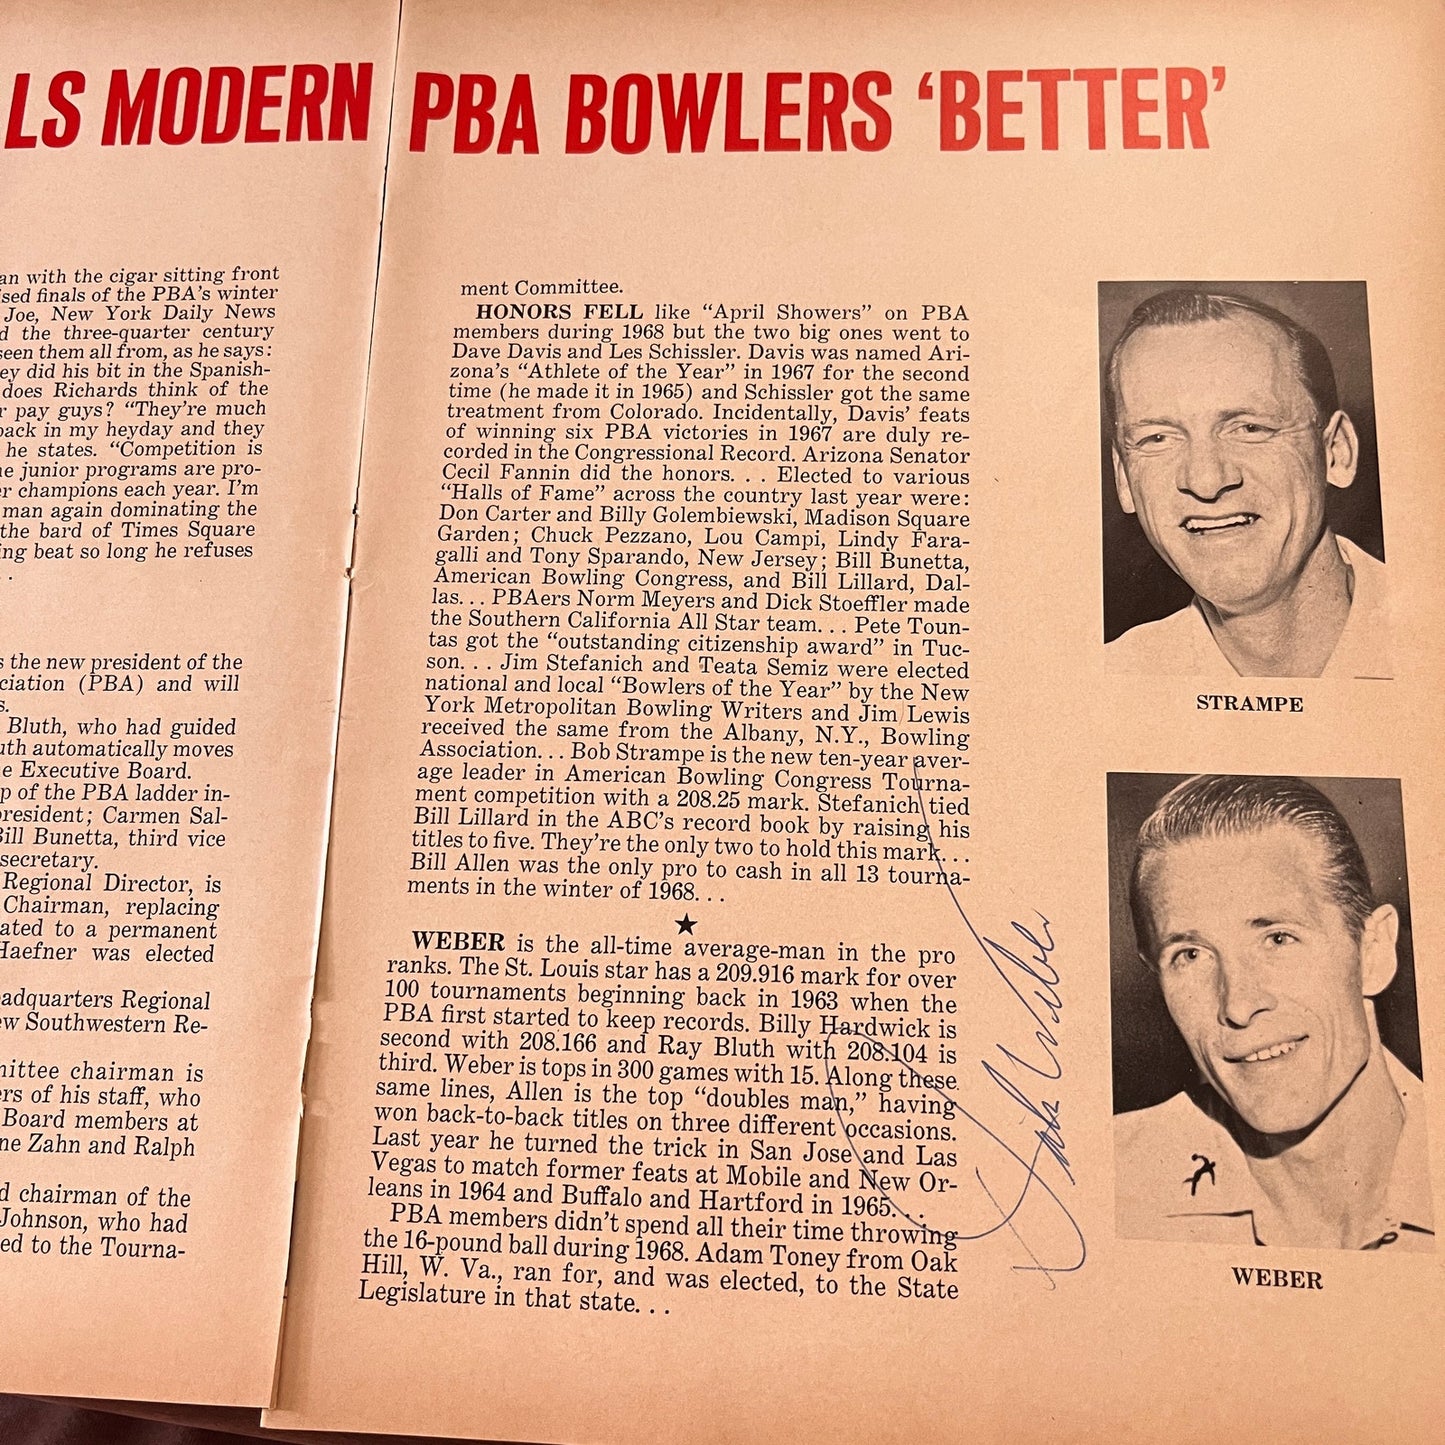 LS MODERN PBA BOWLERS ‘BETTER’
an with the cigar sitting front
ised finals of the PBA's winter
Joe, New York Daily News
d the three-quarter century
seen them all from, as he says:
ey did his bit in the Spanish-
does Richards think of the
r pay guys? “They're much
back in my heyday and they
he states. “Competition is
ne junior programs are pro-
er champions each year. I'm
man again dominating the
the bard of Times Square
ing beat so long he refuses
. .
s the new president of the
ciation (PBA) and will
s.
Bluth, who had guided
uth automatically moves
e Executive Board.
p of the PBA ladder in-
president; Carmen Sal-
Bill Bunetta, third vice
secretary.
Regional Director, is
Chairman, replacing
ated to a permanent
Haefner was elected
eadquarters Regional
ew Southwestern Re-
mittee chairman is
ers of his staff, who
Board members at
ne Zahn and Ralph
d chairman of the
Johnson, who had
ed to the Tourna-
ment Committee.
HONORS FELL like “April Showers” on PBA
members during 1968 but the two big ones went to
Dave Davis and Les Schissler. Davis was named Ari-
zona's “Athlete of the Year” in 1967 for the second
time (he made it in 1965) and Schissler got the same
treatment from Colorado. Incidentally, Davis' feats
of winning six PBA victories in 1967 are duly re-
corded in the Congressional Record. Arizona Senator
Cecil Fannin did the honors. . . Elected to various
“Halls of Fame” across the country last year were:
Don Carter and Billy Golembiewski, Madison Square
Garden; Chuck Pezzano, Lou Campi, Lindy Fara-
galli and Tony Sparando, New Jersey; Bill Bunetta,
American Bowling Congress, and Bill Lillard, Dal-
las. . . PBAers Norm Meyers and Dick Stoeffler made
the Southern California All Star team. . . Pete Toun-
tas got the “outstanding citizenship award” in Tuc-
son. . . Jim Stefanich and Teata Semiz were elected
national and local “Bowlers of the Year” by the New
York Metropolitan Bowling Writers and Jim Lewis
received the same from the Albany, N.Y., Bowling
Association. . . Bob Strampe is the new ten-year aver-
age leader in American Bowling Congress Tourna-
ment competition with a 208.25 mark. Stefanich tied
Bill Lillard in the ABC's record book by raising his
titles to five. They're the only two to hold this mark. . .
Bill Allen was the only pro to cash in all 13 tourna-
ments in the winter of 1968. . .
★
WEBER is the all-time average-man in the pro
ranks. The St. Louis star has a 209.916 mark for over
100 tournaments beginning back in 1963 when the
PBA first started to keep records. Billy Hardwick is
second with 208.166 and Ray Bluth with 208.104 is
third. Weber is tops in 300 games with 15. Along these
same lines, Allen is the top “doubles man,” having
won back-to-back titles on three different occasions.
Last year he turned the trick in San Jose and Las
Vegas to match former feats at Mobile and New Or-
leans in 1964 and Buffalo and Hartford in 1965. . .
PBA members didn't spend all their time throwing
the 16-pound ball during 1968. Adam Toney from Oak
Hill, W. Va., ran for, and was elected, to the State
Legislature in that state. . .
Dick Weber
STRAMPE
WEBER